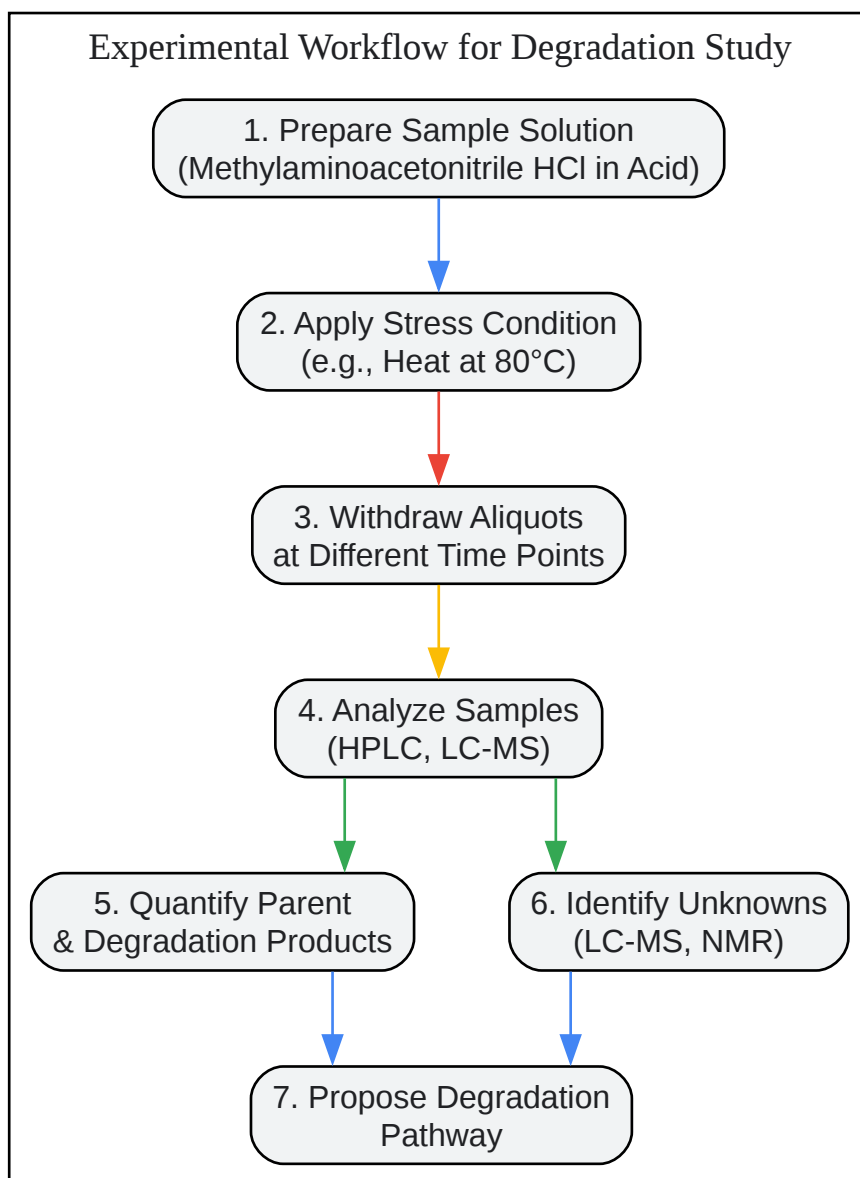 Experimental Workflow for Degradation Study
1. Prepare Sample Solution
(Methylaminoacetonitrile HCl in Acid)
2. Apply Stress Condition
(e.g., Heat at 80°C)
3. Withdraw Aliquots
at Different Time Points
4. Analyze Samples
(HPLC, LC-MS)
5. Quantify Parent
& Degradation Products
6. Identify Unknowns
(LC-MS, NMR)
7. Propose Degradation
Pathway